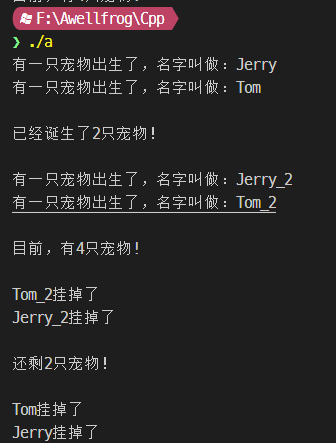 F:\Awellfrog\Cpp
❯ ./a
有一只宠物出生了，名字叫做：Jerry
有一只宠物出生了，名字叫做：Tom
已经诞生了2只宠物！
有一只宠物出生了，名字叫做：Jerry_2
有一只宠物出生了，名字叫做：Tom_2
目前，有4只宠物！
Tom_2挂掉了
Jerry_2挂掉了
还剩2只宠物！
Tom挂掉了
Jerry挂掉了